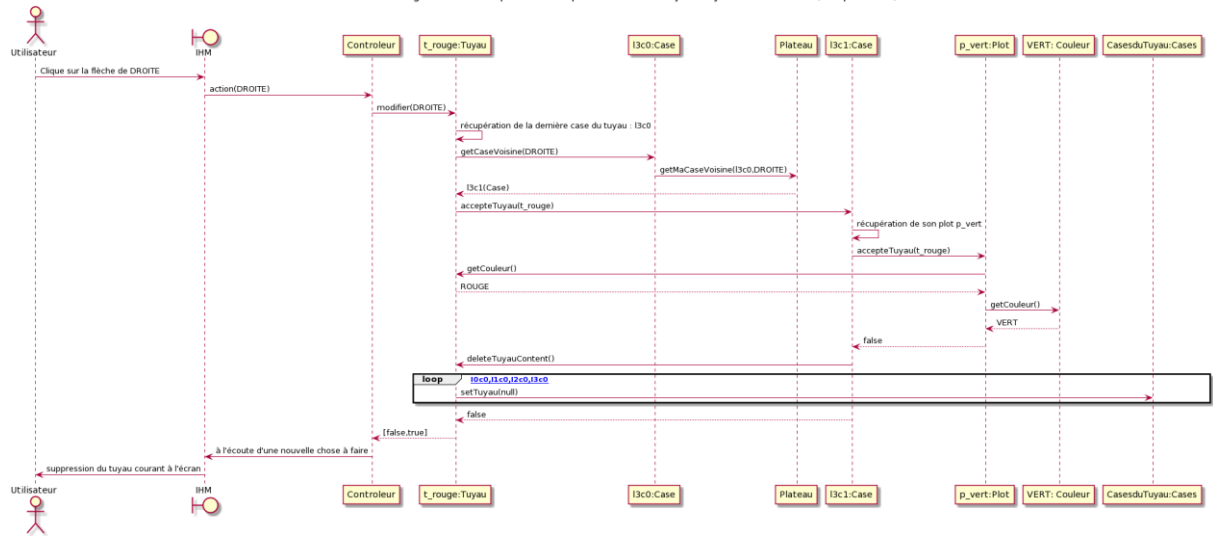 Utilisateur
IHM
Controleur
t_rouge:Tuyau
l3c0:Case
Plateau
l3c1:Case
p_vert:Plot
VERT: Couleur
CasesduTuyau:Cases
Clique sur la flèche de DROITE
action(DROITE)
modifier(DROITE)
récupération de la dernière case du tuyau : l3c0
getCaseVoisine(DROITE)
getMaCaseVoisine(l3c0,DROITE)
l3c1(Case)
accepteTuyau(t_rouge)
récupération de son plot p_vert
accepteTuyau(t_rouge)
getCouleur()
ROUGE
getCouleur()
VERT
false
deleteTuyauContent()
loop
l0c0,l1c0,l2c0,l3c0
setTuyau(null)
false
[false,true]
à l'écoute d'une nouvelle chose à faire
suppression du tuyau courant à l'écran
Utilisateur
IHM
Controleur
t_rouge:Tuyau
l3c0:Case
Plateau
l3c1:Case
p_vert:Plot
VERT: Couleur
CasesduTuyau:Cases